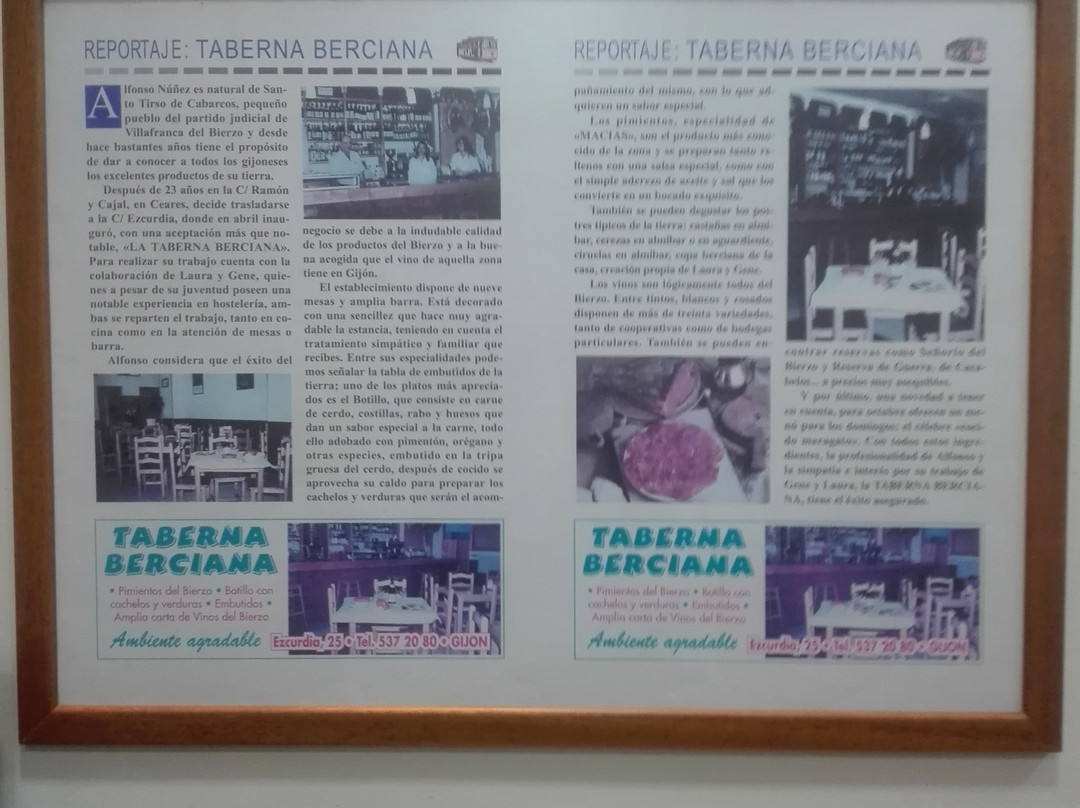 REPORTAJE: TABERNA BERCIANA
Alfonso Núñez es natural de San-
to Tirso de Cabarcos, pequeño
pueblo del partido judicial de
Villafranca del Bierzo y desde
hace bastantes años tiene el propósito
de dar a conocer a todos los gijoneses
los excelentes productos de su tierra.
Después de 23 años en la C/ Ramón
y Cajal, en Ceares, decide trasladarse
a la C/ Ezcurdia, donde en abril inau-
guró, con una aceptación más que no-
table, «LA TABERNA BERCIANA».
Para realizar su trabajo cuenta con la
colaboración de Laura y Gene, quie-
nes a pesar de su juventud poseen una
notable experiencia en hostelería, am-
bas se reparten el trabajo, tanto en co-
cina como en la atención de mesas o
barra.
Alfonso considera que el éxito del
negocio se debe a la indudable calidad
de los productos del Bierzo y a la bue-
na acogida que el vino de aquella zona
tiene en Gijón.
El establecimiento dispone de nueve
mesas y amplia barra. Está decorado
con una sencillez que hace muy agra-
dable la estancia, teniendo en cuenta el
tratamiento simpático y familiar que
recibes. Entre sus especialidades pode-
mos señalar la tabla de embutidos de la
tierra; uno de los platos más aprecia-
dos es el Botillo, que consiste en carne
de cerdo, costillas, rabo y huesos que
dan un sabor especial a la carne, todo
ello adobado con pimentón, orégano y
otras especies, embutido en la tripa
gruesa del cerdo, después de cocido se
aprovecha su caldo para preparar los
cachelos y verduras que serán el acom-
TABERNA
BERCIANA
• Pimientos del Bierzo • Botillo con
cachelos y verduras • Embutidos •
Amplia carta de Vinos del Bierzo
Ambiente agradable
Ezcurdia, 25 • Tel. 537 20 80 • GIJON
REPORTAJE: TABERNA BERCIANA
pañamiento del mismo, con lo que ad-
quieren un sabor especial.
Los pimientos, especialidad de
«MACIAS», son el producto más cono-
cido de la zona y se preparan tanto re-
llenos con una salsa especial, como con
el simple aderezo de aceite y sal que los
convierte en un bocado exquisito.
También se pueden degustar los pos-
tres típicos de la tierra: castañas en almí-
bar, cerezas en almíbar o en aguardiente,
ciruelas en almíbar, copa berciana de la
casa, creación propia de Laura y Gene.
Los vinos son lógicamente todos del
Bierzo. Entre tintos, blancos y rosados
disponen de más de treinta variedades,
tanto de cooperativas como de bodegas
particulares. También se pueden en-
contrar reservas como Señorío del
Bierzo y Reserva de Guerra, de Caca-
belos... a precios muy asequibles.
Y por último, una novedad a tener
en cuenta, para octubre ofrecen un me-
nú para los domingos: el célebre «coci-
do maragato». Con todos estos ingre-
dientes, la profesionalidad de Alfonso y
la simpatía e interés por su trabajo de
Gene y Laura, la TABERNA BERCIA-
NA, tiene el éxito asegurado.
TABERNA
BERCIANA
• Pimientos del Bierzo • Botillo con
cachelos y verduras • Embutidos •
Amplia carta de Vinos del Bierzo
Ambiente agradable
Ezcurdia, 25 • Tel. 537 20 80 • GIJON